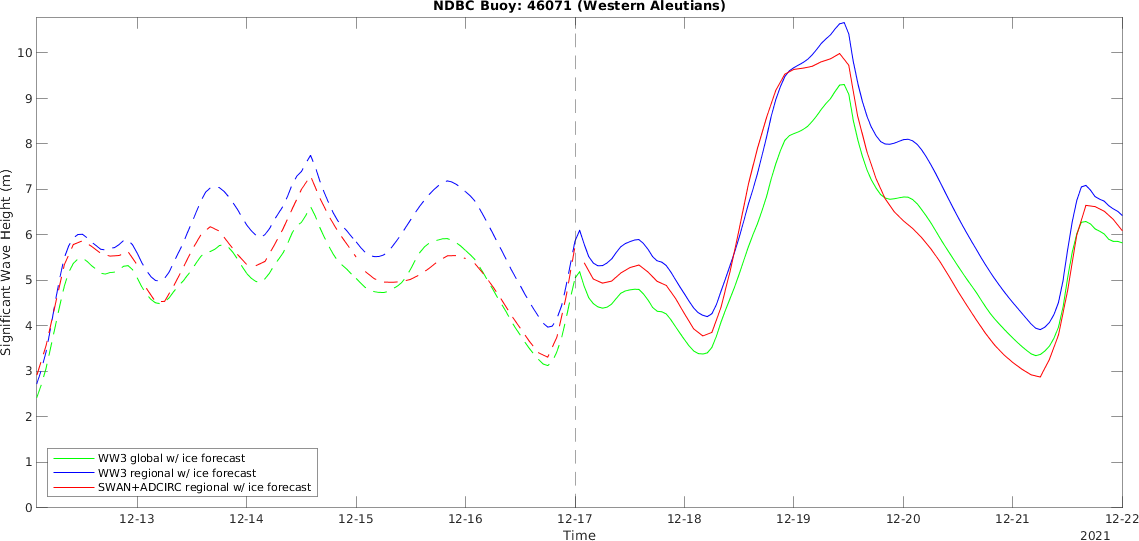 NDBC Buoy: 46071 (Western Aleutians)
Significant Wave Height (m)
10
9
8
7
6
5
4
3
2
1
0
WW3 global w/ ice forecast
WW3 regional w/ ice forecast
SWAN+ADCIRC regional w/ ice forecast
12-13 12-14 12-15 12-16 12-17 12-18 12-19 12-20 12-21 12-22
Time
2021